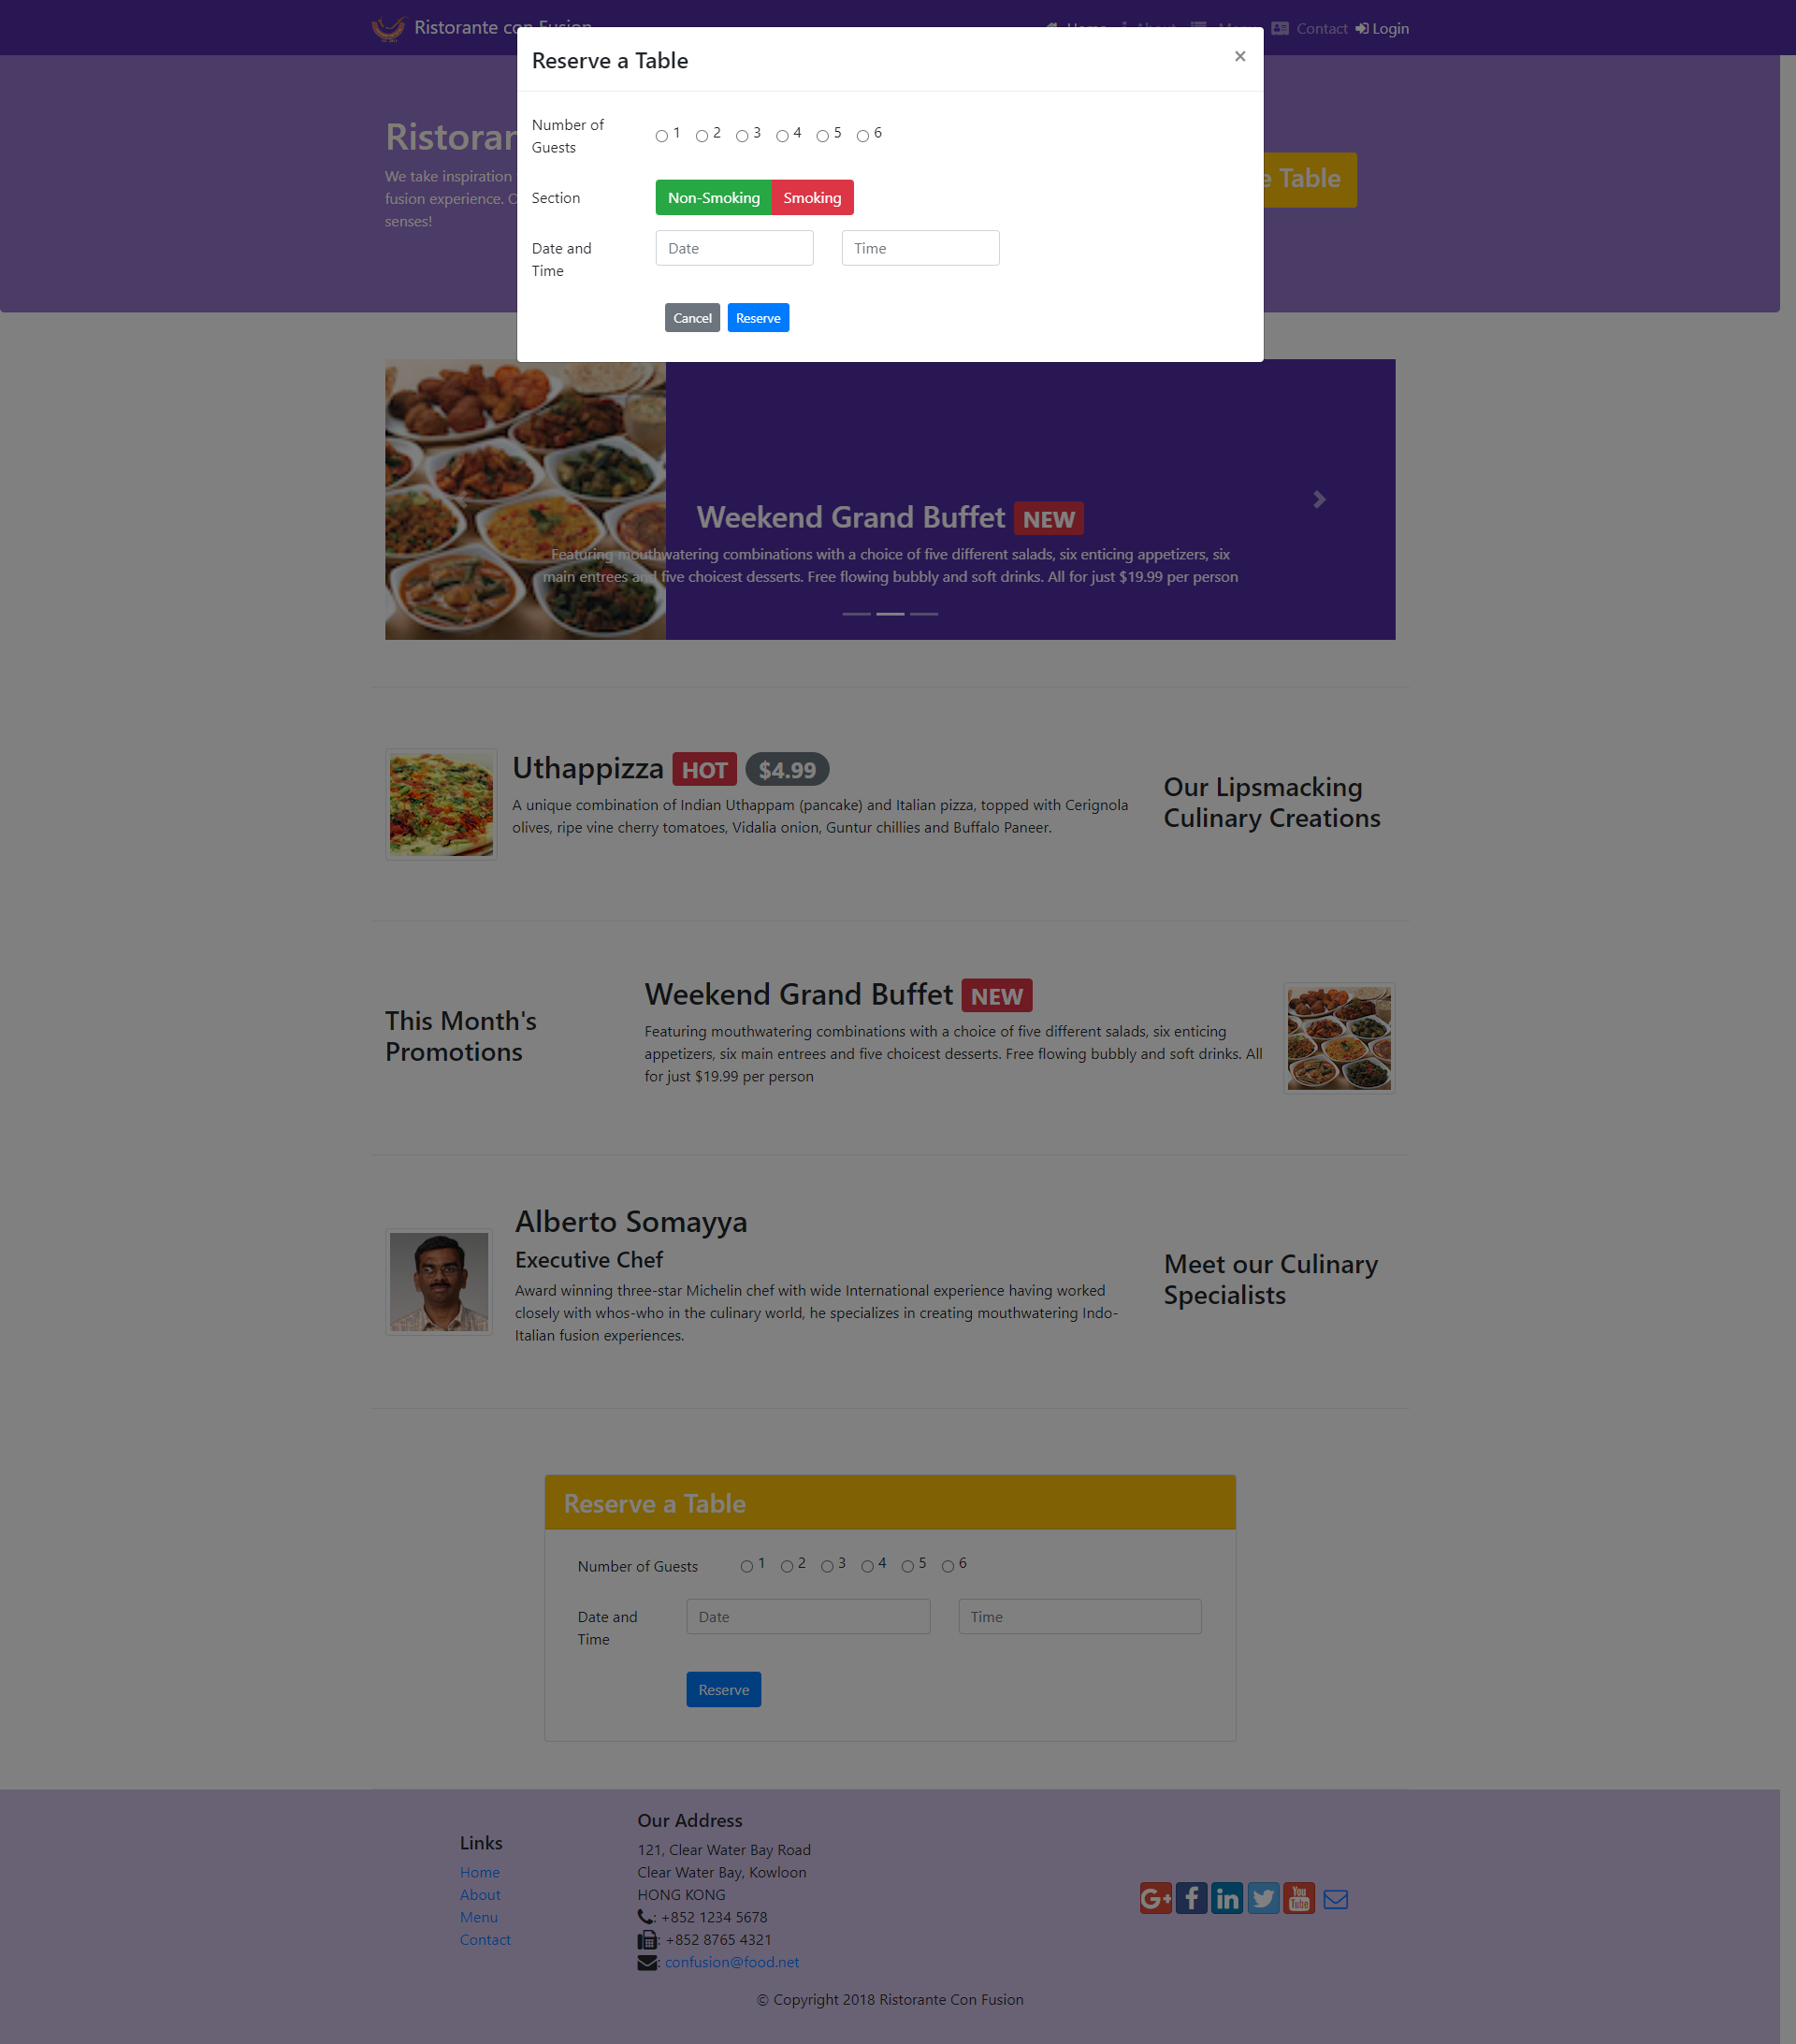 Ristorante con Fusion
Home About Menu Contact Login
Reserve a Table ×
Number of
Guests
1 2 3 4 5 6
Section
Non-Smoking Smoking
Date and
Time
Date Time
Cancel Reserve
We take inspiration
fusion experience.
senses!
Table
Weekend Grand Buffet NEW
Featuring mouthwatering combinations with a choice of five different salads, six enticing appetizers, six
main entrees and five choicest desserts. Free flowing bubbly and soft drinks. All for just $19.99 per person
Uthappizza HOT $4.99
A unique combination of Indian Uthappam (pancake) and Italian pizza, topped with Cerignola
olives, ripe vine cherry tomatoes, Vidalia onion, Guntur chillies and Buffalo Paneer.
Our Lipsmacking
Culinary Creations
This Month's
Promotions
Weekend Grand Buffet NEW
Featuring mouthwatering combinations with a choice of five different salads, six enticing
appetizers, six main entrees and five choicest desserts. Free flowing bubbly and soft drinks. All
for just $19.99 per person
Alberto Somayya
Executive Chef
Award winning three-star Michelin chef with wide International experience having worked
closely with whos-who in the culinary world, he specializes in creating mouthwatering Indo-
Italian fusion experiences.
Meet our Culinary
Specialists
Reserve a Table
Number of Guests 1 2 3 4 5 6
Date and
Time
Date Time
Reserve
Links
Home
About
Menu
Contact
Our Address
121, Clear Water Bay Road
Clear Water Bay, Kowloon
HONG KONG
: +852 1234 5678
: +852 8765 4321
: confusion@food.net
G+ f in You Tube
© Copyright 2018 Ristorante Con Fusion